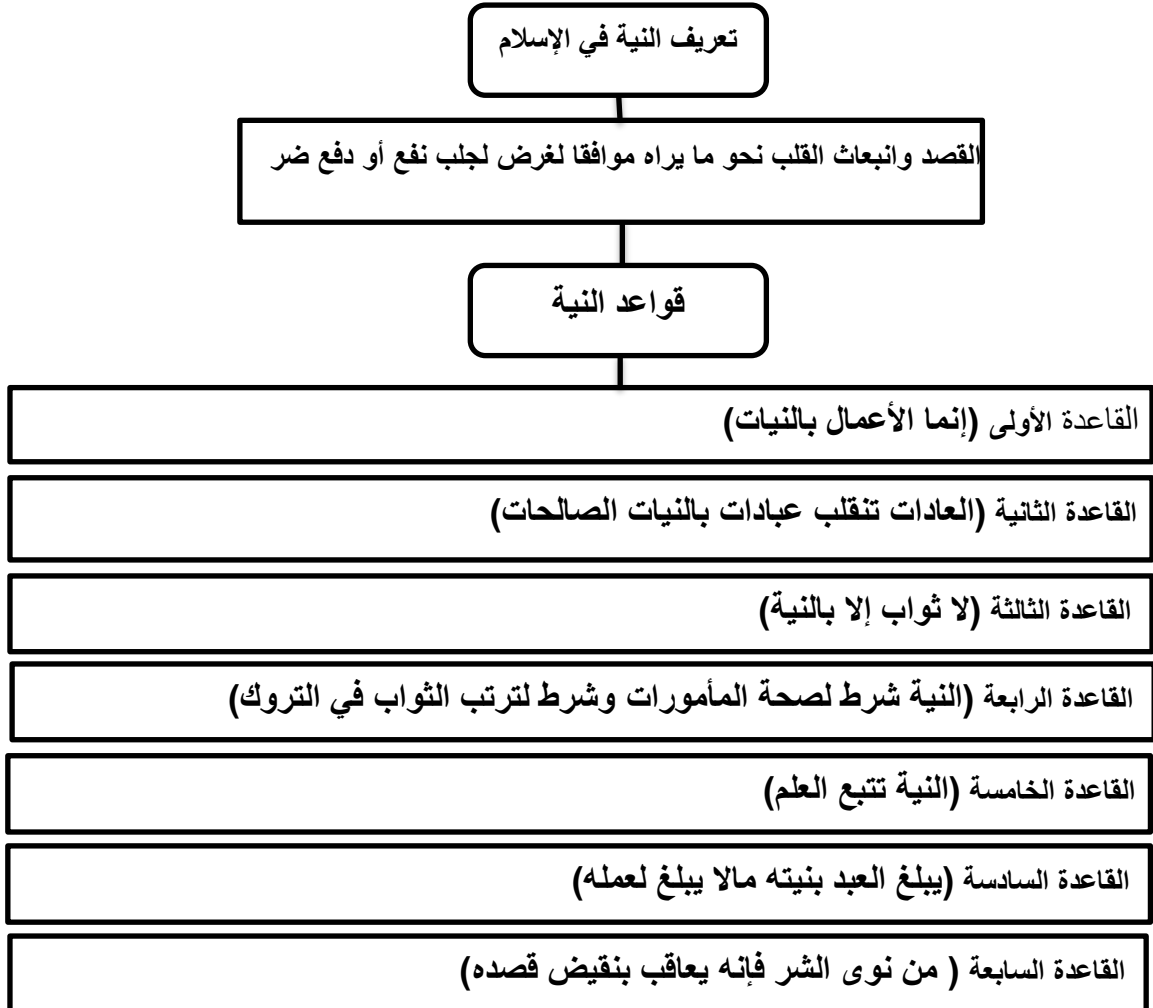 تعريف النية في الإسلام
القصد وانبعاث القلب نحو ما يراه موافقا لغرض لجلب نفع أو دفع ضر
قواعد النية
القاعدة الأولى (إنما الأعمال بالنيات)
القاعدة الثانية (العادات تنقلب عبادات بالنيات الصالحات)
القاعدة الثالثة (لا ثواب إلا بالنية)
القاعدة الرابعة (النية شرط لصحة المأمورات وشرط لترتب الثواب في التروك)
القاعدة الخامسة (النية تتبع العلم)
القاعدة السادسة (يبلغ العبد بنيته مالا يبلغ لعمله)
القاعدة السابعة ( من نوى الشر فإنه يعاقب بنقيض قصده)